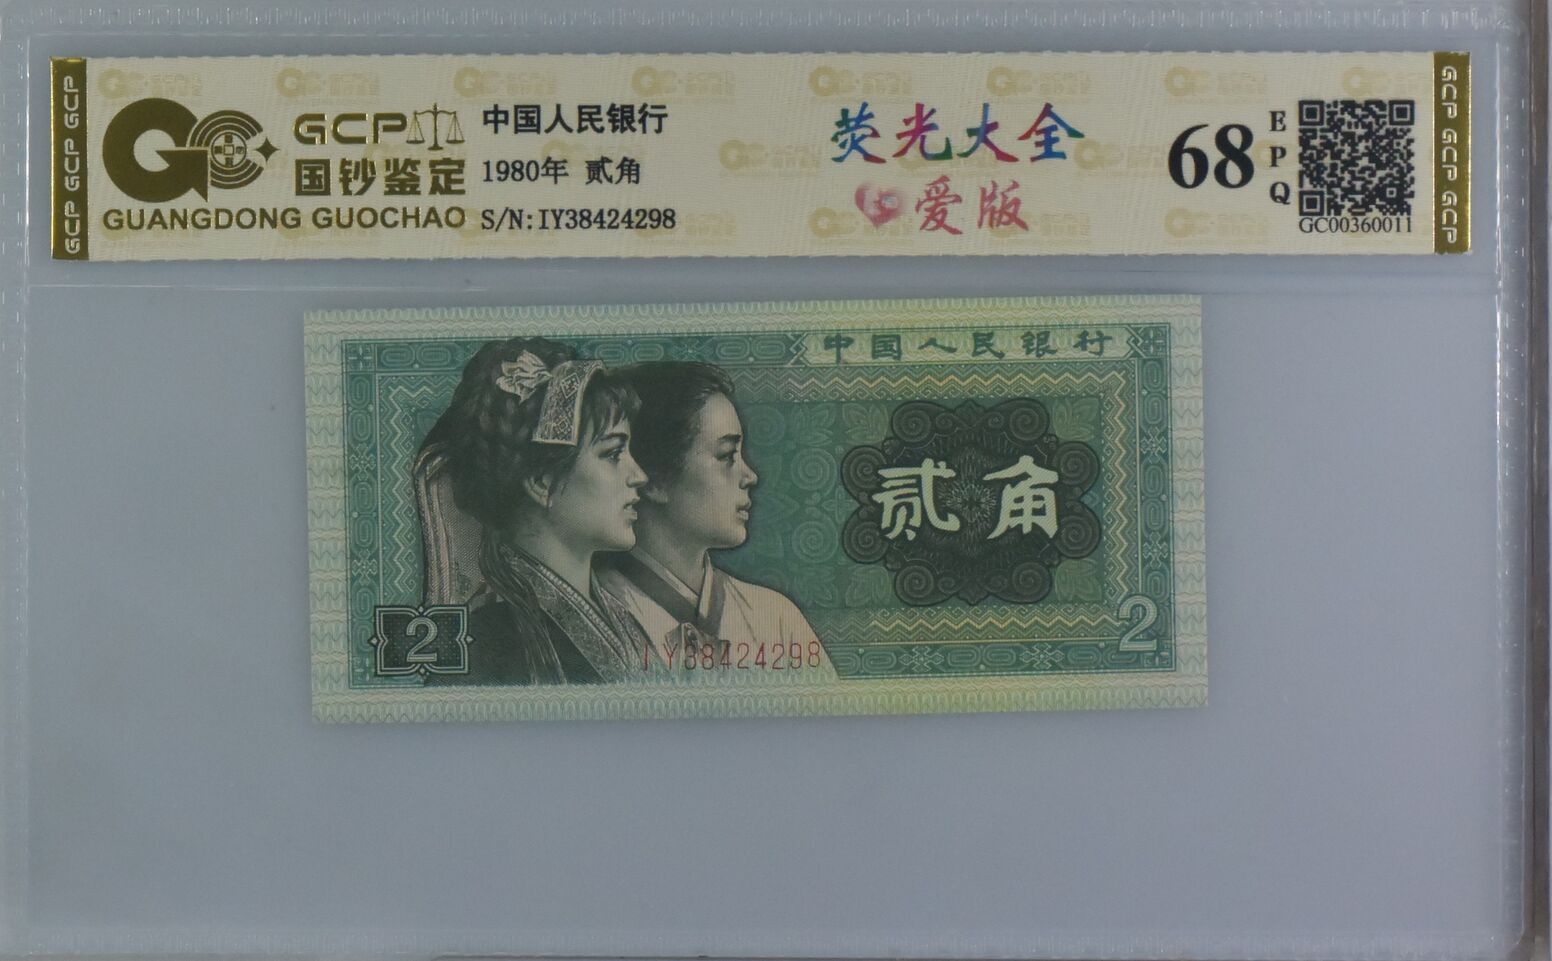 GCP GCP GCP
GCP
国钞鉴定
GUANGDONG GUOCHAO
中国人民银行
1980年 贰角
S/N:IY38424298
荧光大全
爱版
68
EPQ
GC00360011
GCP GCP GCP
中国人民银行
贰角
2
2
IY38424298